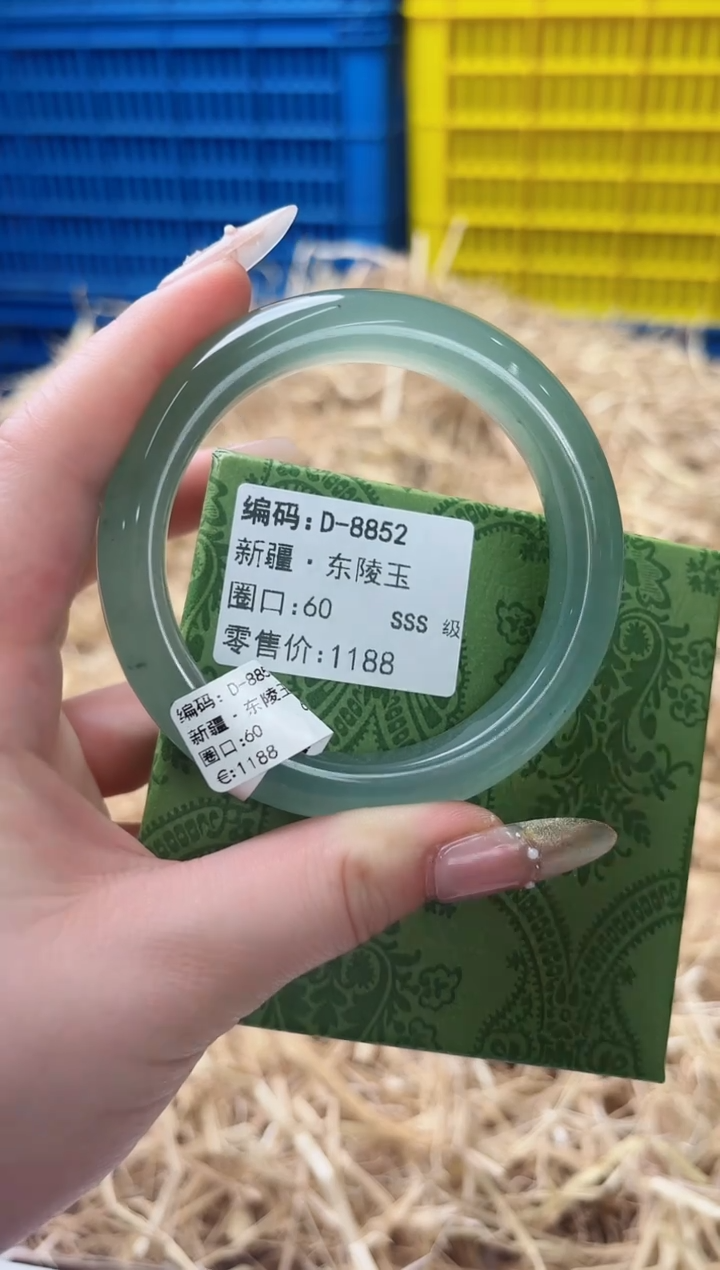 编码:D-8852
新疆·东陵玉
圈口:60 SSS 级
零售价:1188
编码: D-885
新疆·东陵玉
圈口:60
€:1188